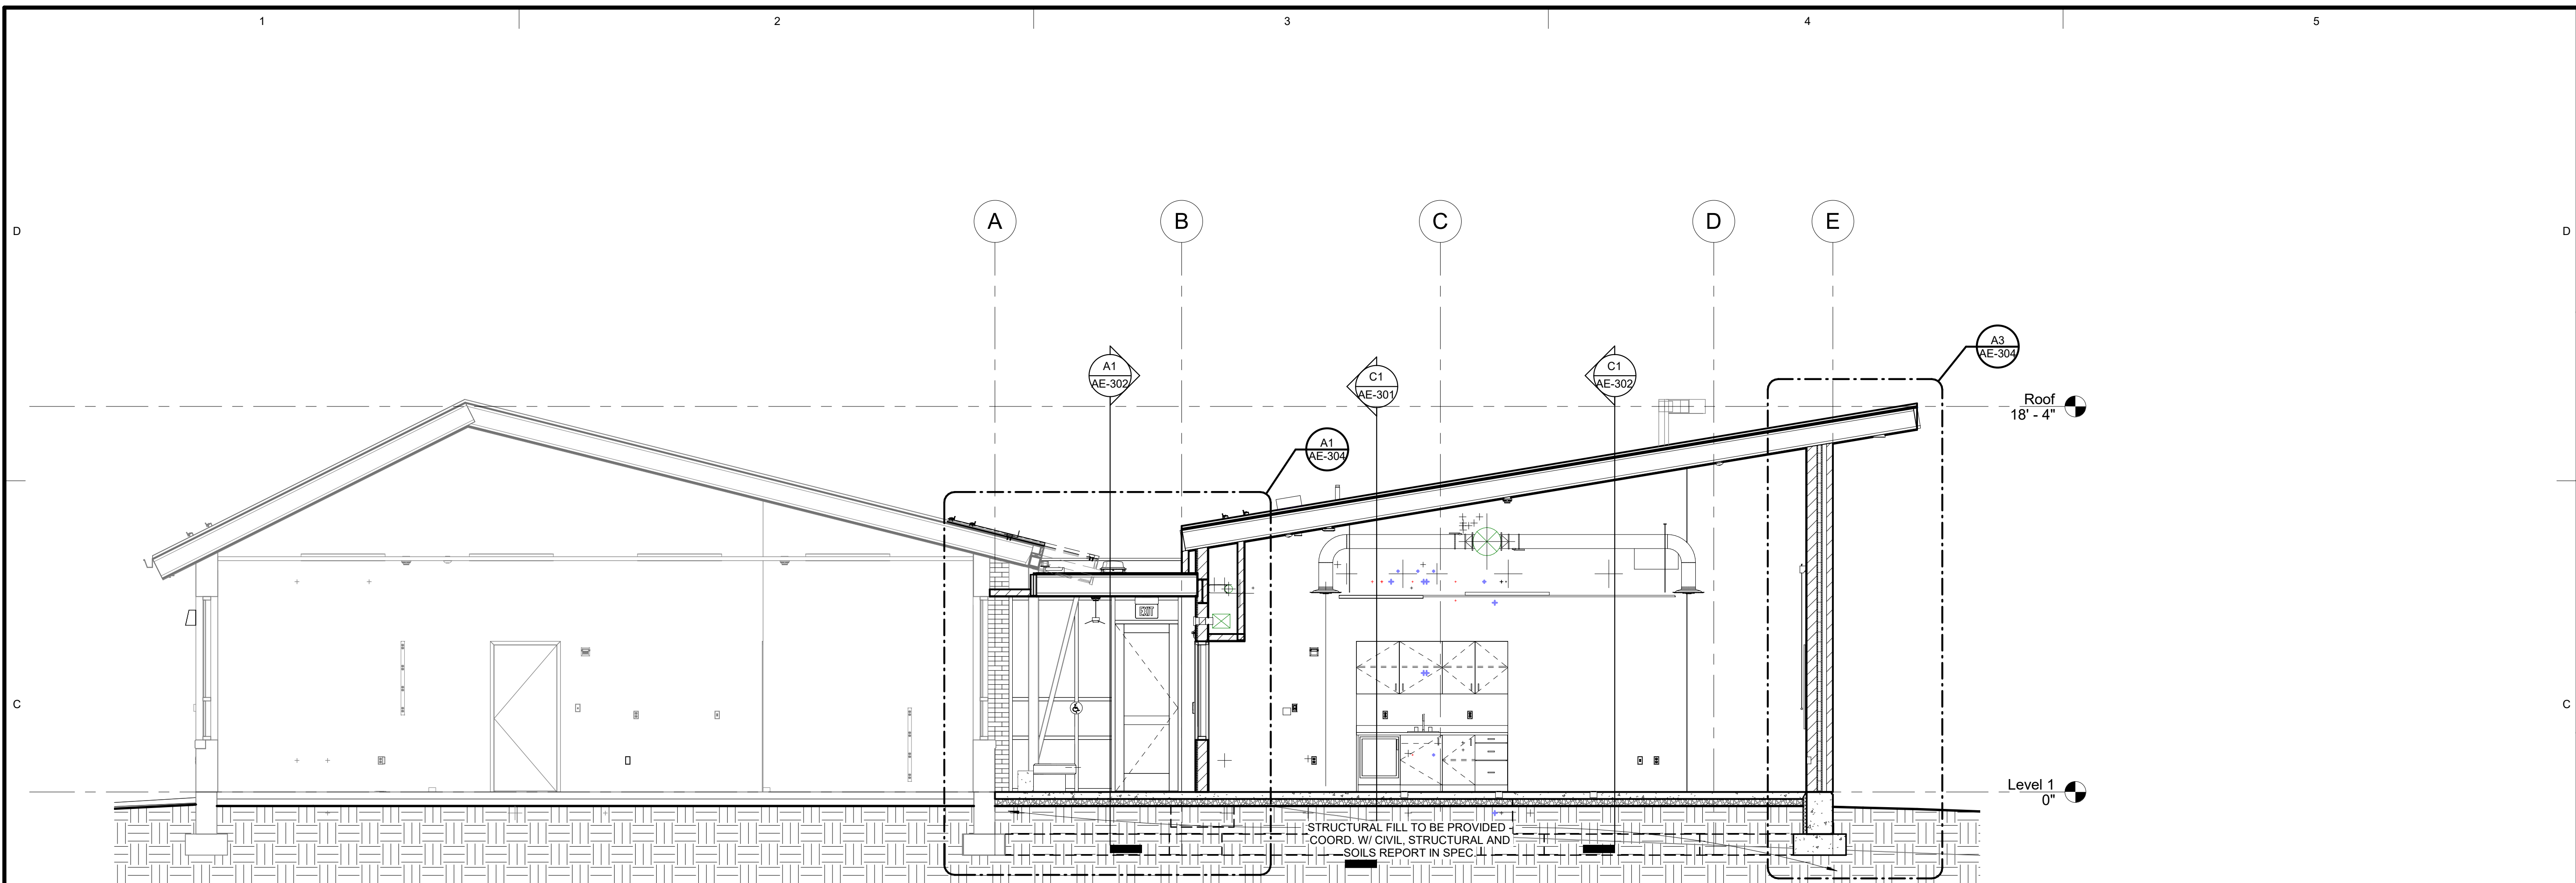 1 2 3 4 5
D D
A B C D E
A3
AE-304
A1
AE-302
C1
AE-301
C1
AE-302
Roof
18' - 4"
A1
AE-304
EXIT
C C
Level 1
0"
STRUCTURAL FILL TO BE PROVIDED -
COORD. W/ CIVIL, STRUCTURAL AND
SOILS REPORT IN SPEC.